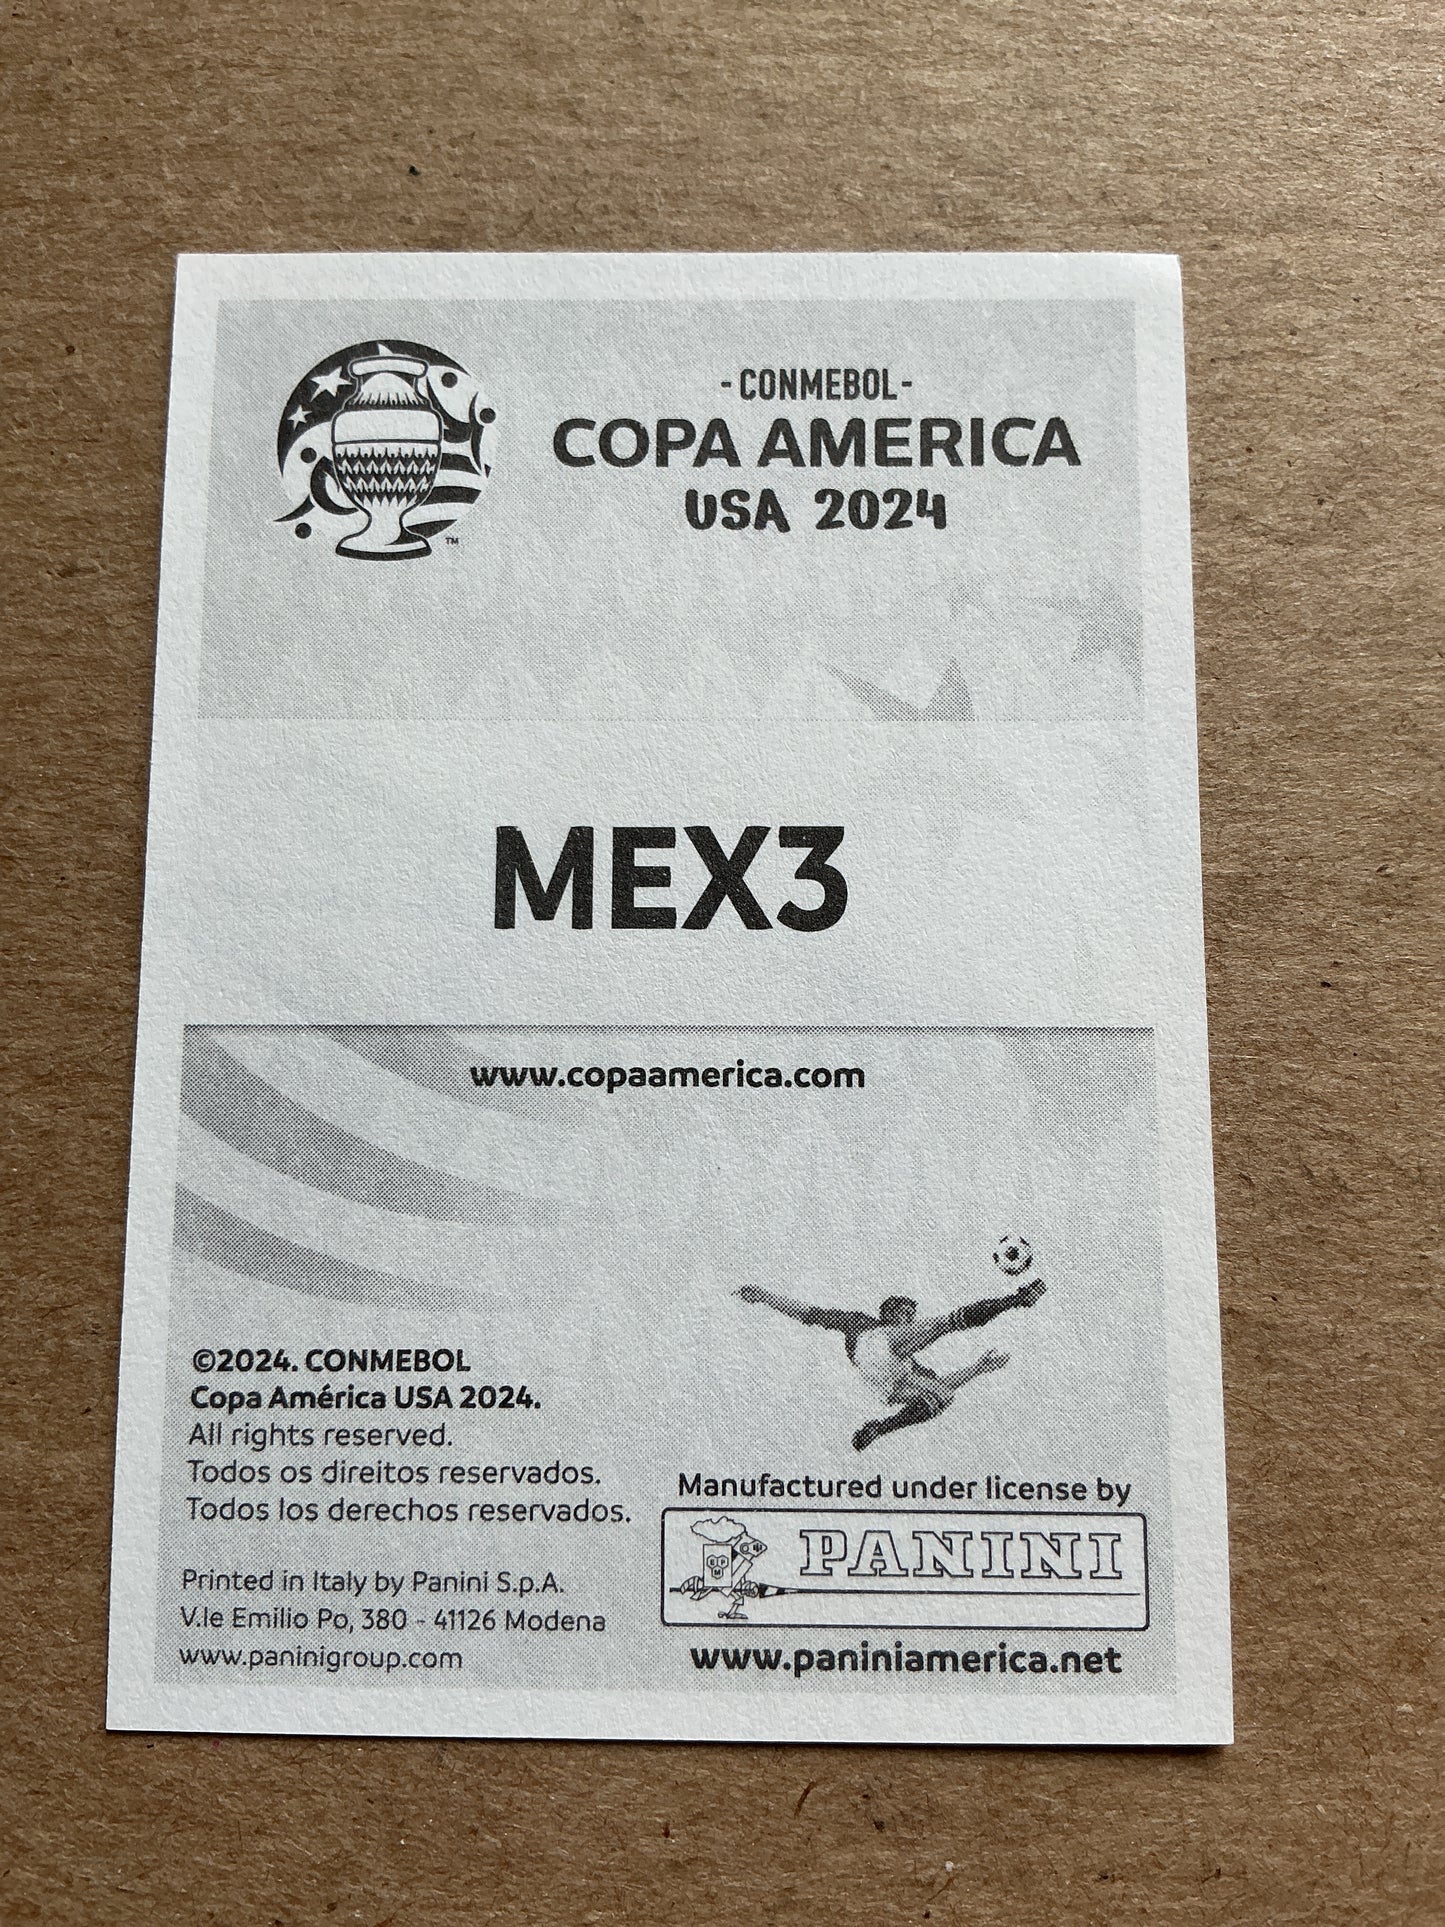 - CONMEBOL -
COPA AMERICA
USA 2024
TM
MEX3
www.copaamerica.com
©2024. CONMEBOL
Copa América USA 2024.
All rights reserved.
Todos os direitos reservados.
Todos los derechos reservados.
Printed in Italy by Panini S.p.A.
V.le Emilio Po, 380 - 41126 Modena
www.paninigroup.com
Manufactured under license by
PANINI
www.paniniamerica.net